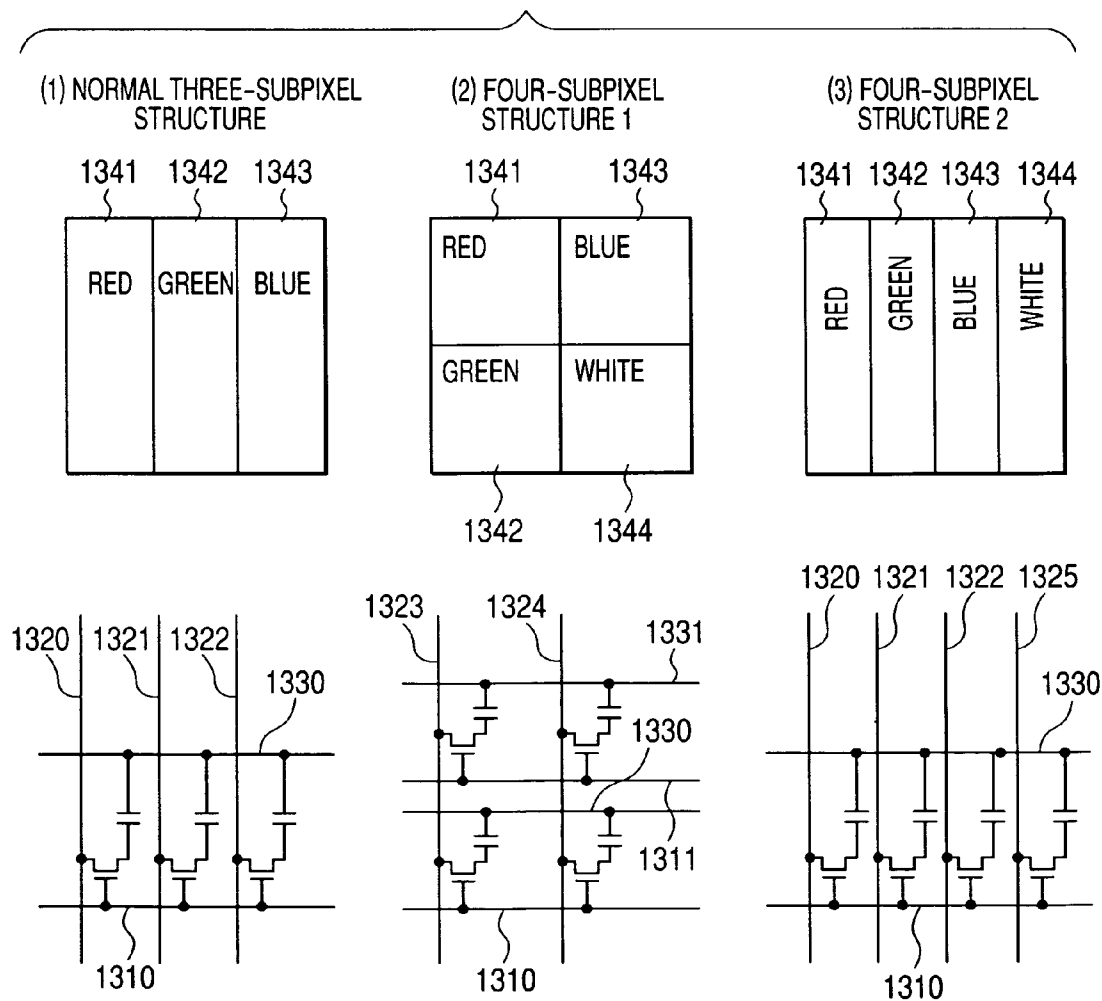 (1) NORMAL THREE-SUBPIXEL
STRUCTURE
1341 1342 1343
RED GREEN BLUE
(2) FOUR-SUBPIXEL
STRUCTURE 1
1341 1343
RED BLUE
GREEN WHITE
1342 1344
(3) FOUR-SUBPIXEL
STRUCTURE 2
1341 1342 1343 1344
RED GREEN BLUE WHITE
1320 1321 1322
1330
1310
1323 1324
1331
1330
1311
1310
1320 1321 1322 1325
1330
1310